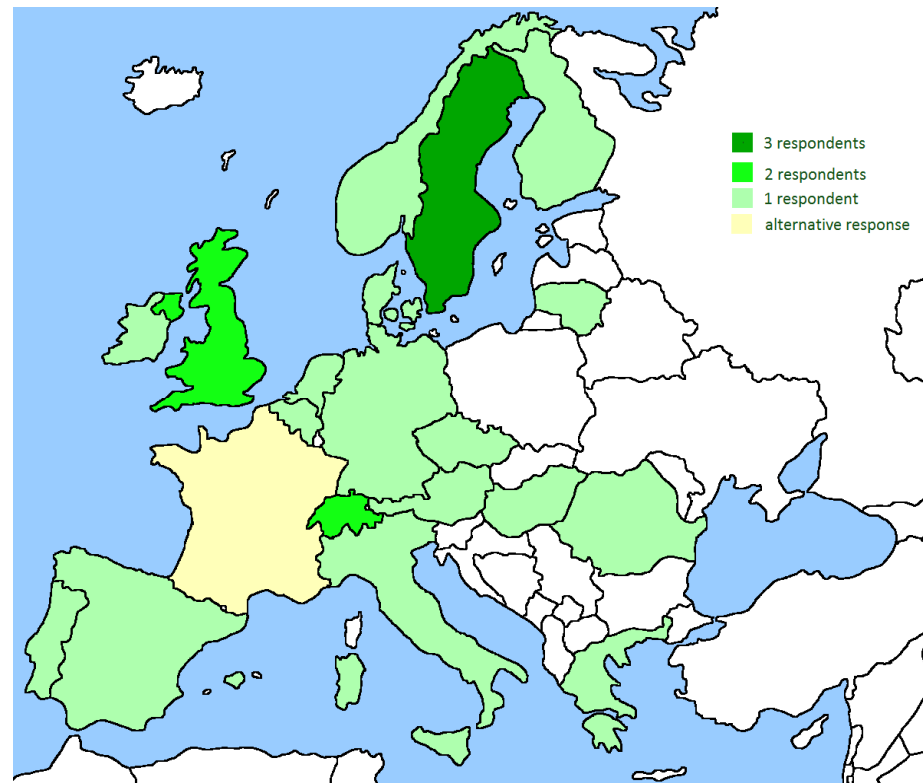 3 respondents
2 respondents
1 respondent
alternative response